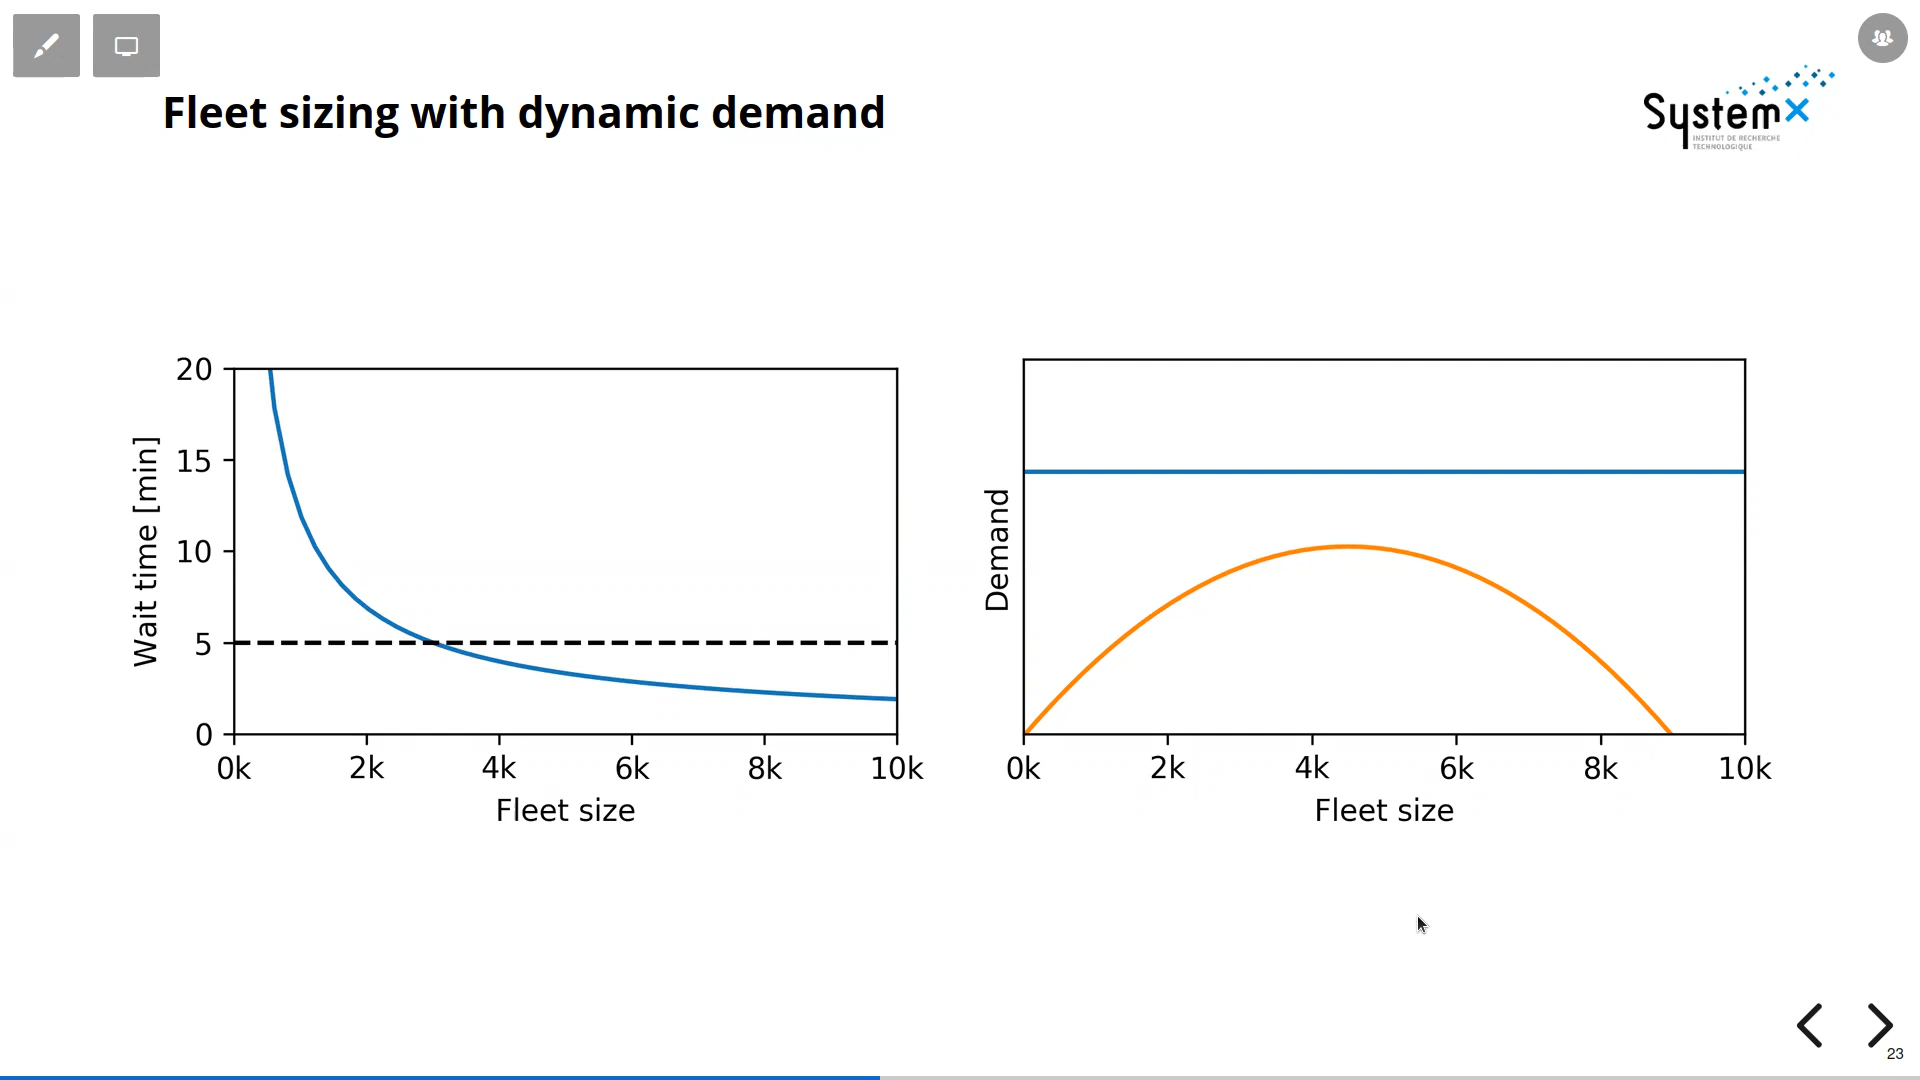 Fleet sizing with dynamic demand
System
INSTITUT DE RECHERCHE
TECHNOLOGIQUE
Wait time [min]
20
15
10
5
0
0k 2k 4k 6k 8k 10k
Fleet size
Demand
0k 2k 4k 6k 8k 10k
Fleet size
23